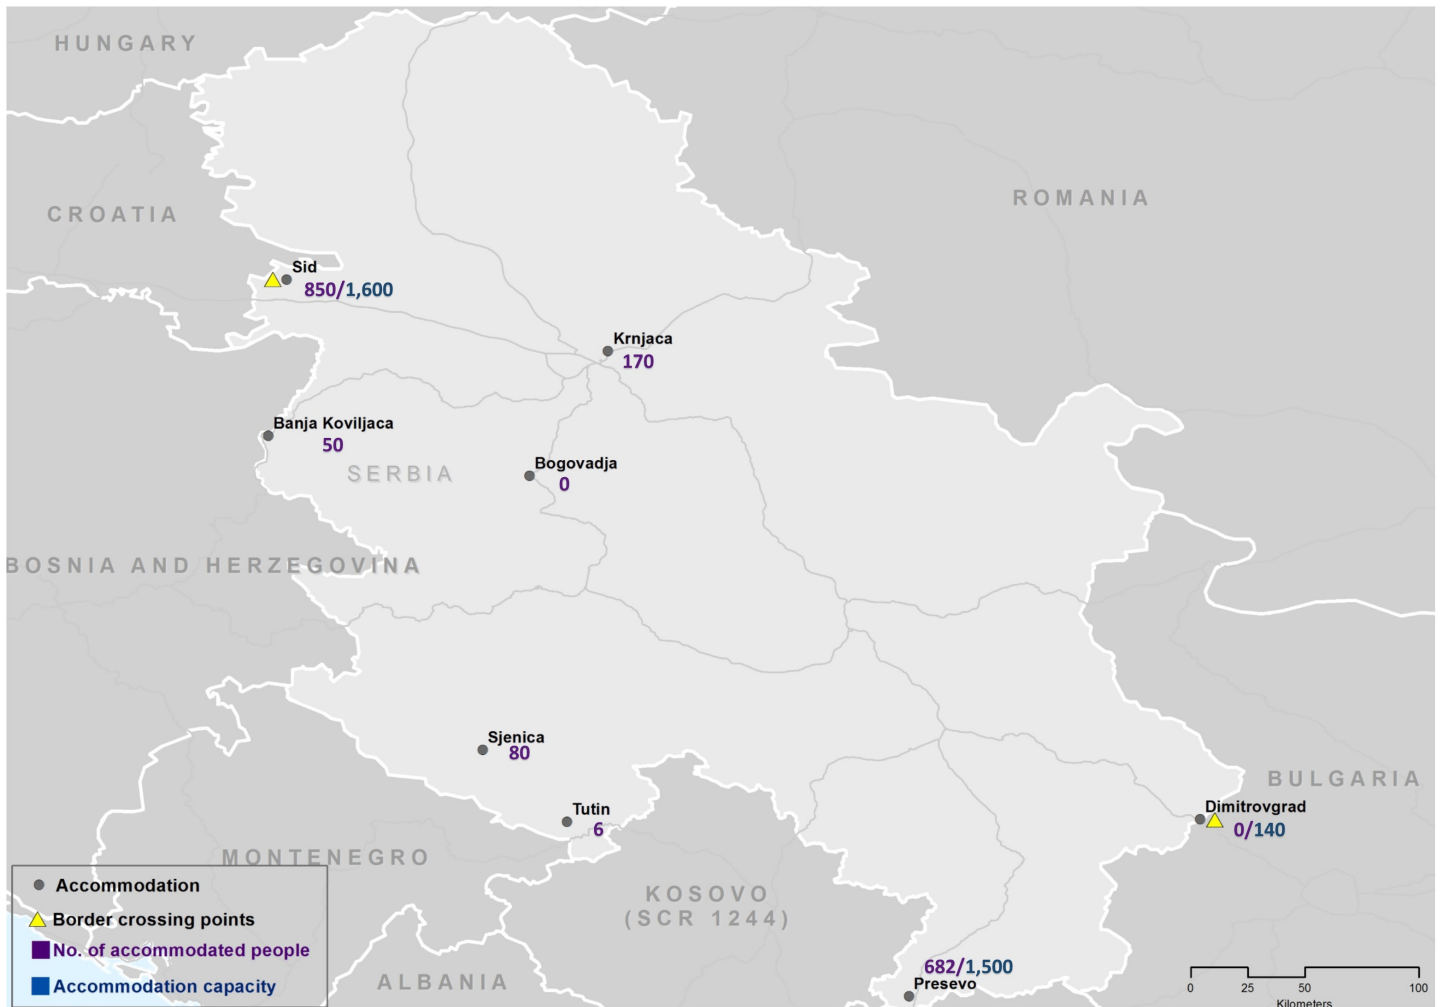 HUNGARY
CROATIA
ROMANIA
Sid
850/1,600
Krnjaca
170
Banja Koviljaca
50
SERBIA
Bogovadja
0
BOSNIA AND HERZEGOVINA
Sjenica
80
Tutin
6
BULGARIA
Dimitrovgrad
0/140
MONTENEGRO
KOSOVO
(SCR 1244)
ALBANIA
682/1,500
Presevo
Accommodation
Border crossing points
No. of accommodated people
Accommodation capacity
0 25 50 100
Kilometers